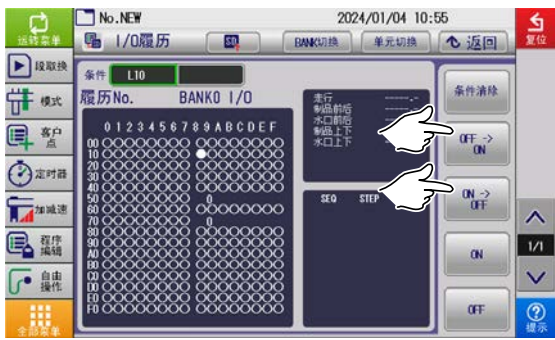 No.NEW
2024/01/04 10:55
运转菜单
I/O履历
SD
BANK切换
单元切换
返回
复位
段取换
模式
客户点
定时器
加减速
程序编辑
自由操作
全部菜单
条件 L10
履历No. BANK0 I/O
0 1 2 3 4 5 6 7 8 9 A B C D E F
00
10
20
30
40
50
60
70
80
90
A0
B0
C0
D0
E0
F0
走行 -----.-
制品前后
水口前后
制品上下
水口上下
SEQ STEP
条件清除
OFF -> ON
ON -> OFF
ON
OFF
1/1
提示